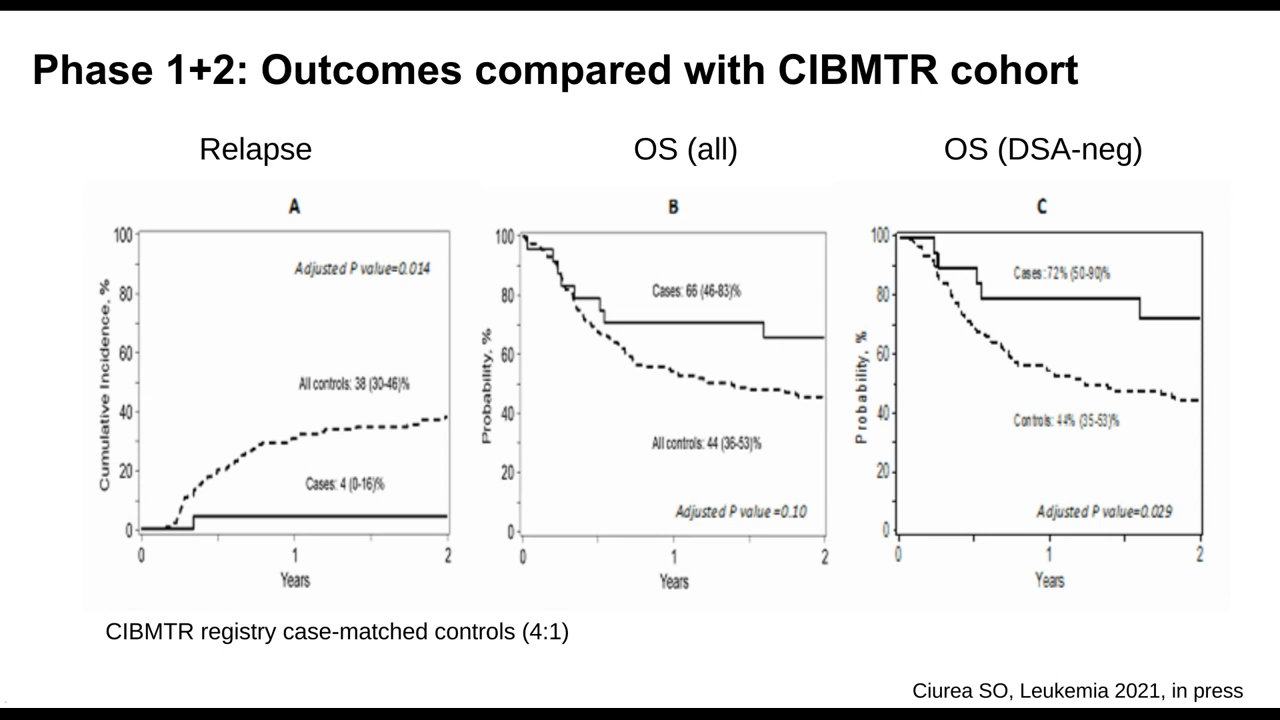 Phase 1+2: Outcomes compared with CIBMTR cohort
Relapse
OS (all)
OS (DSA-neg)
A
100
80
60
40
20
0
Cumulative Incidence, %
Adjusted P value=0.014
All controls: 38 (30-46)%
Cases: 4 (0-16)%
0
1
2
Years
B
100
80
60
40
20
0
Probability, %
Cases: 66 (46-83)%
All controls: 44 (36-53)%
Adjusted P value =0.10
0
1
2
Years
C
100
80
60
40
20
0
Probability, %
Cases: 72% (50-90)%
Controls: 44% (35-53)%
Adjusted P value=0.029
0
1
2
Years
CIBMTR registry case-matched controls (4:1)
Ciurea SO, Leukemia 2021, in press